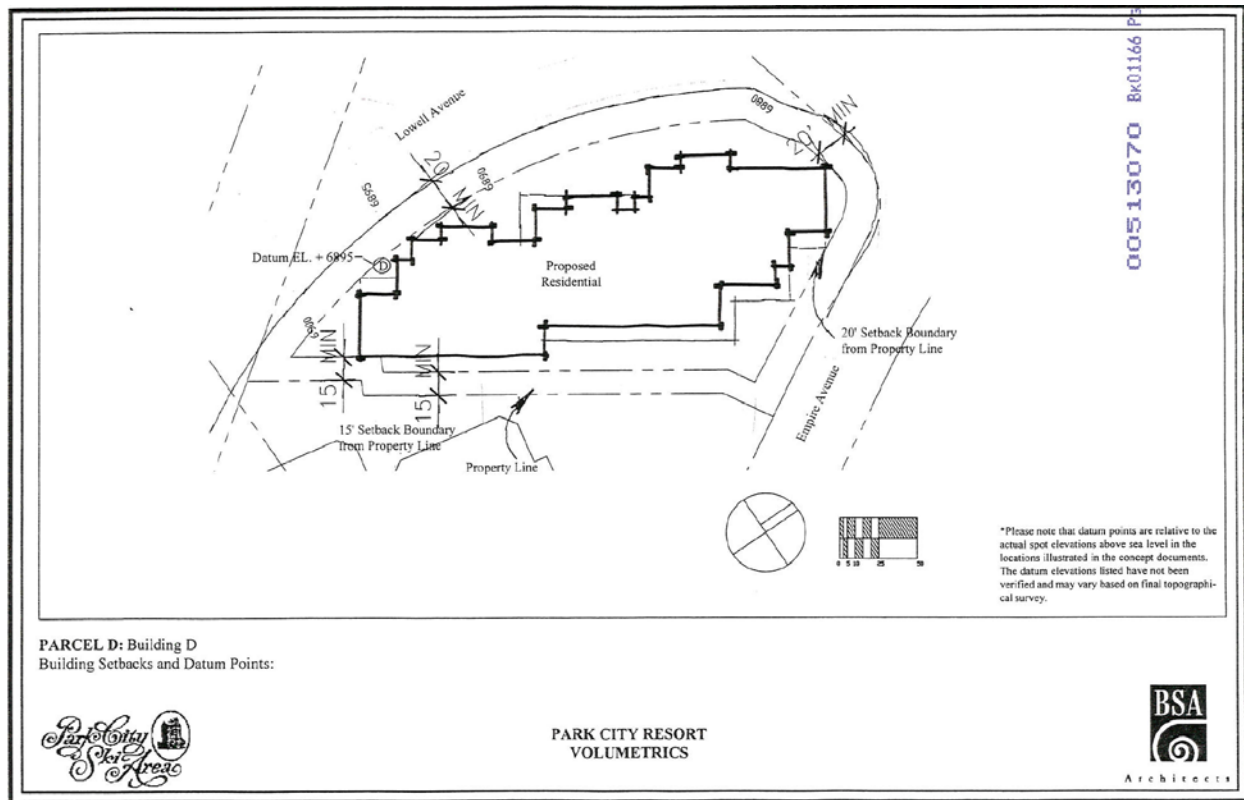 00513070 BK01166 Pg
Lowell Avenue
20' MIN
6880
20' MIN
6890
6895
Datum EL. + 6895
D
Proposed
Residential
6900
15' MIN
15' MIN
20' Setback Boundary
from Property Line
Empire Avenue
15' Setback Boundary
from Property Line
Property Line
0 5 10 25 50
*Please note that datum points are relative to the
actual spot elevations above sea level in the
locations illustrated in the concept documents.
The datum elevations listed have not been
verified and may vary based on final topographi-
cal survey.
PARCEL D: Building D
Building Setbacks and Datum Points:
Park City
Ski Area
PARK CITY RESORT
VOLUMETRICS
BSA
Architects